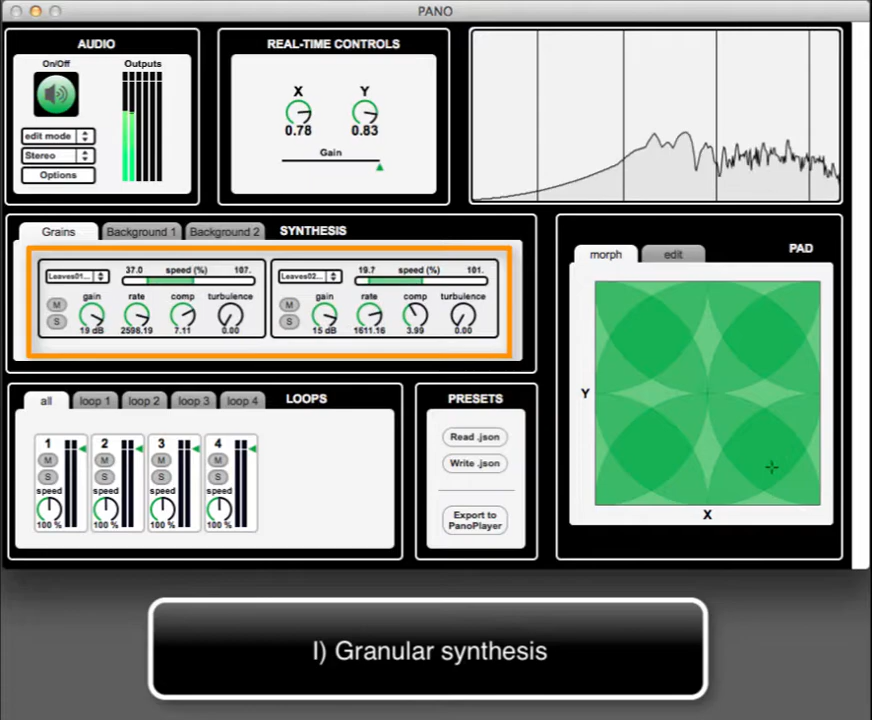 PANO
AUDIO
On/Off
Outputs
edit mode
Stereo
Options
REAL-TIME CONTROLS
X
Y
0.78
0.83
Gain
Grains
Background 1
Background 2
SYNTHESIS
Leaves01...
37.0
speed (%)
107.
M
S
gain
rate
comp
turbulence
19 dB
2598.19
7.11
0.00
Leaves02...
19.7
speed (%)
101.
M
S
gain
rate
comp
turbulence
15 dB
1611.16
3.99
0.00
PAD
morph
edit
Y
X
all
loop 1
loop 2
loop 3
loop 4
LOOPS
1
2
3
4
M
M
M
M
S
S
S
S
speed
speed
speed
speed
100 %
100 %
100 %
100 %
PRESETS
Read .json
Write .json
Export to
PanoPlayer
I) Granular synthesis